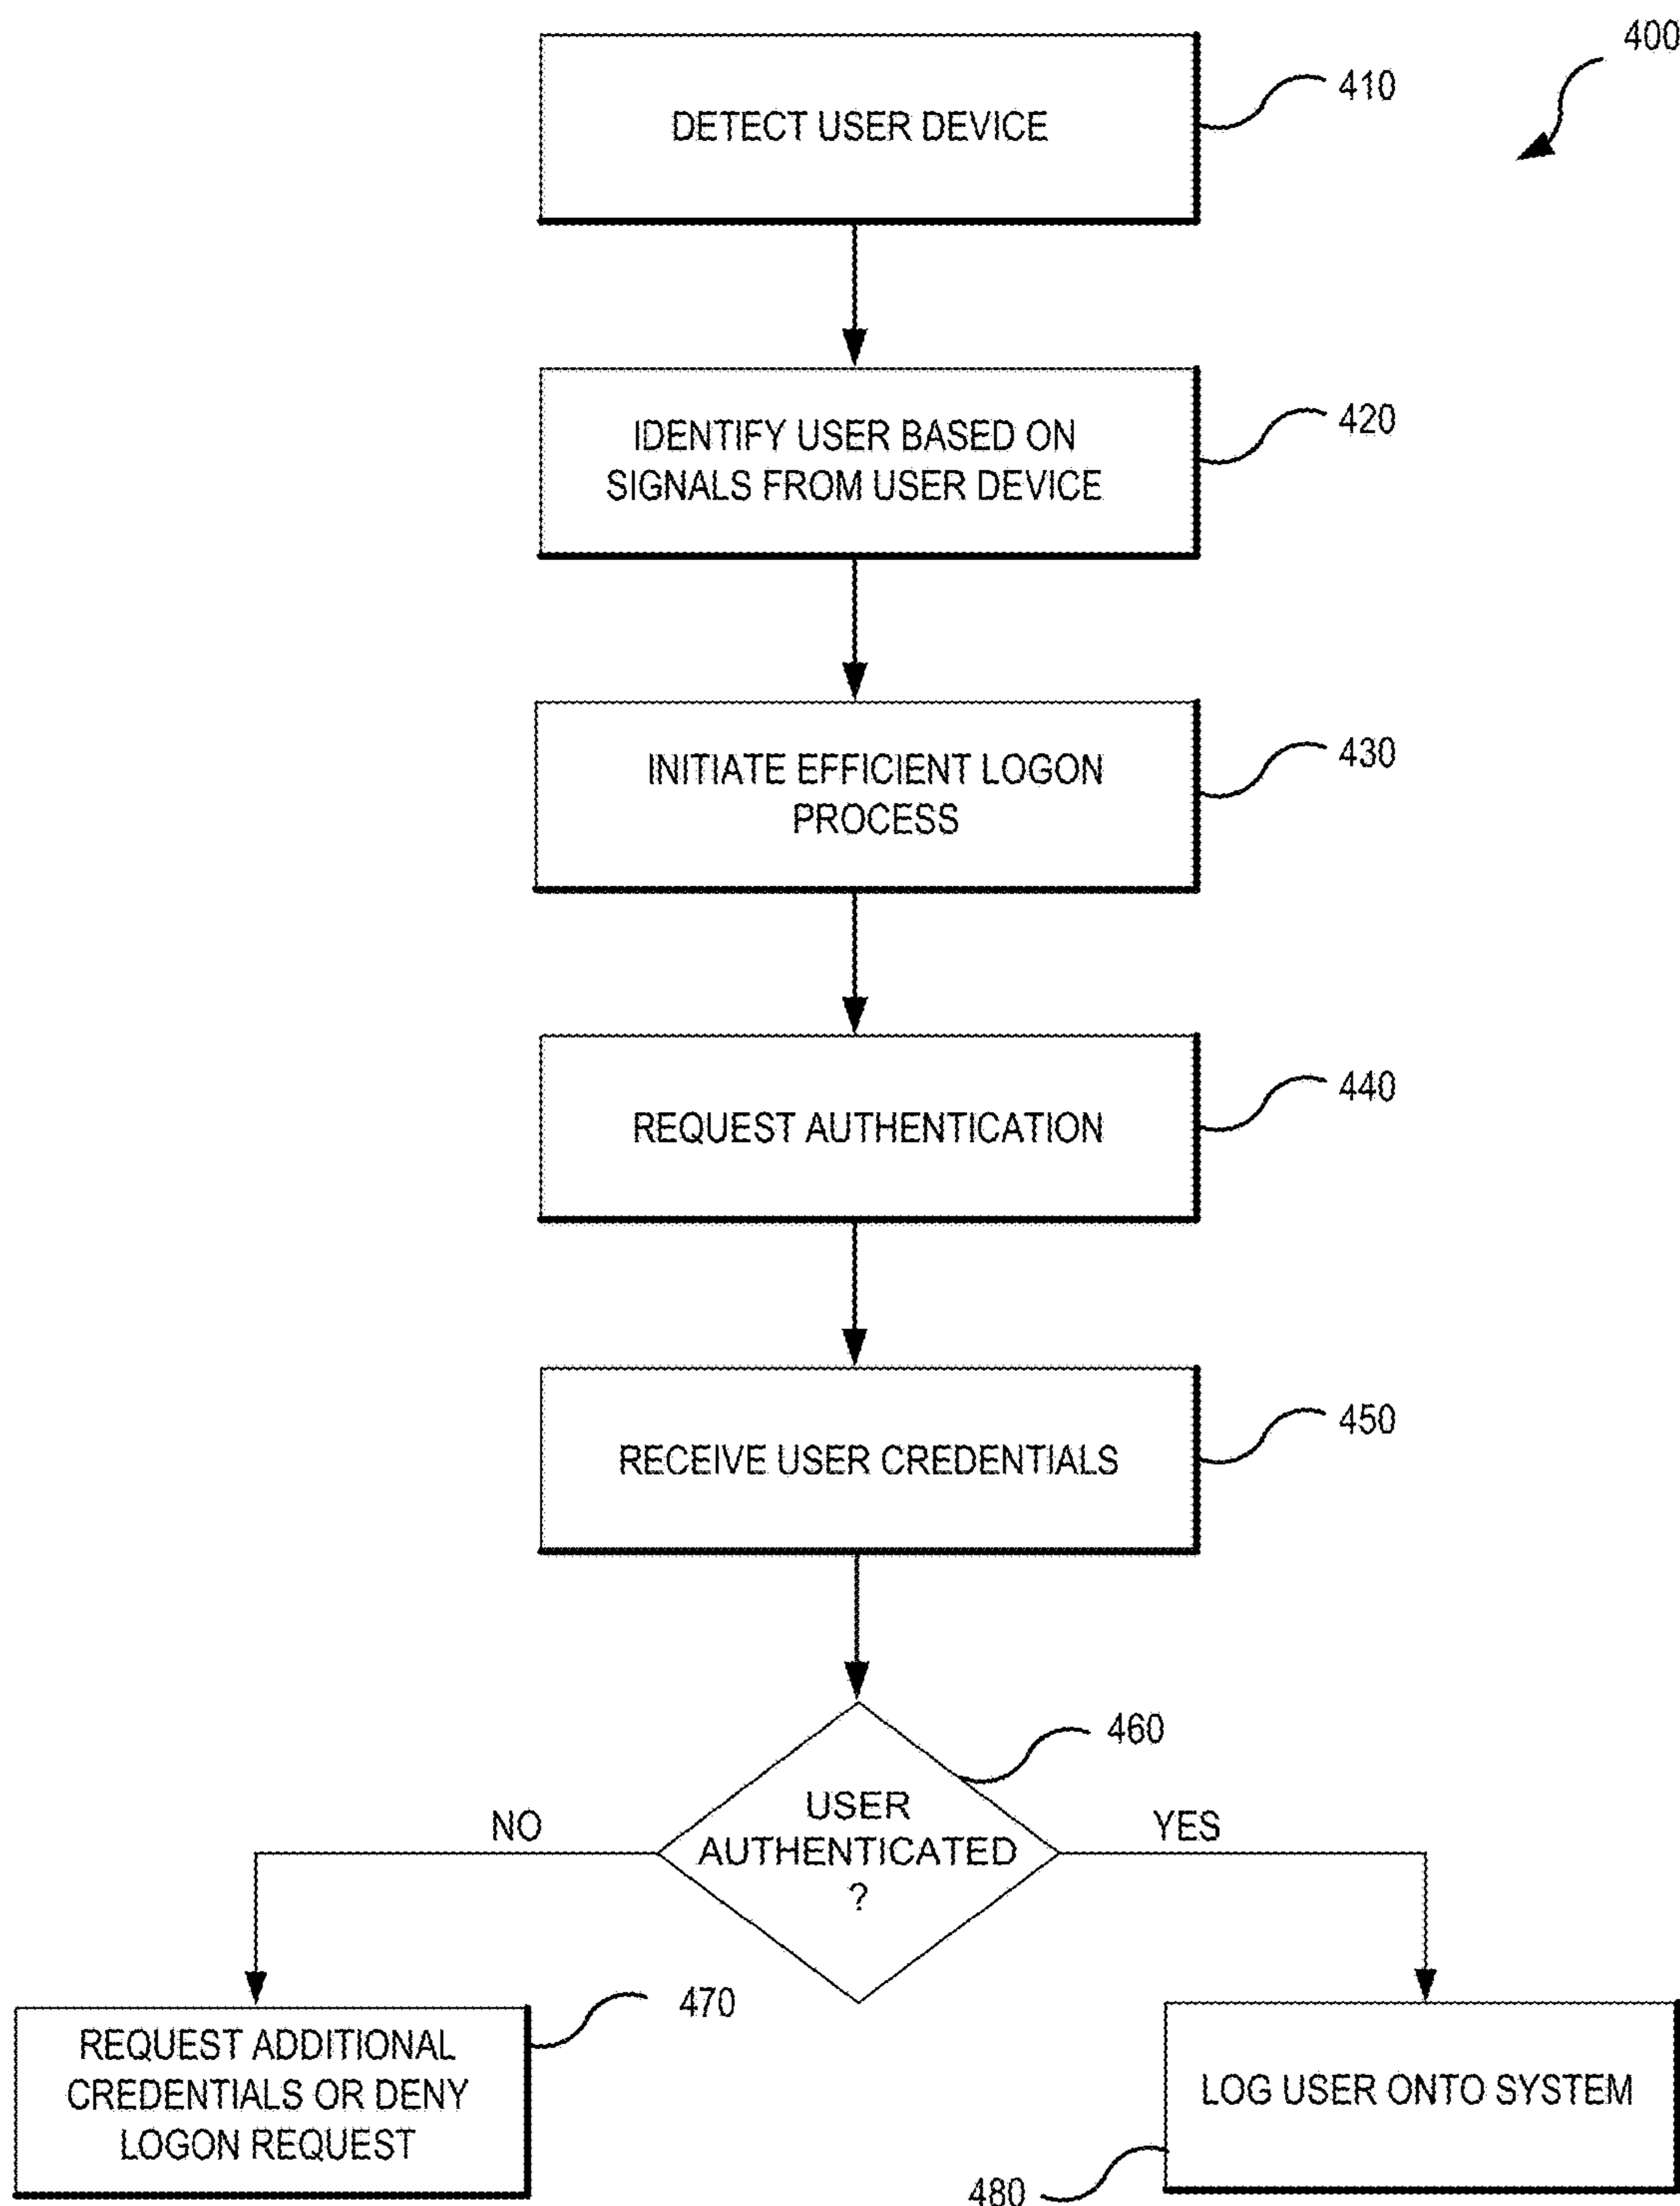 400
DETECT USER DEVICE
410
IDENTIFY USER BASED ON
SIGNALS FROM USER DEVICE
420
INITIATE EFFICIENT LOGON
PROCESS
430
REQUEST AUTHENTICATION
440
RECEIVE USER CREDENTIALS
450
460
USER
AUTHENTICATED
?
NO
YES
470
REQUEST ADDITIONAL
CREDENTIALS OR DENY
LOGON REQUEST
LOG USER ONTO SYSTEM
480